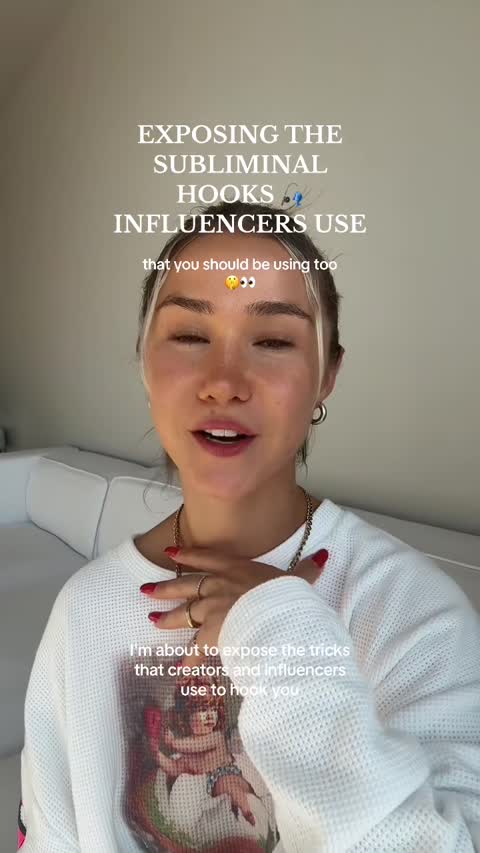 EXPOSING THE
SUBLIMINAL
HOOKS 🎣
INFLUENCERS USE
that you should be using too
🤫👀
I'm about to expose the tricks
that creators and influencers
use to hook you